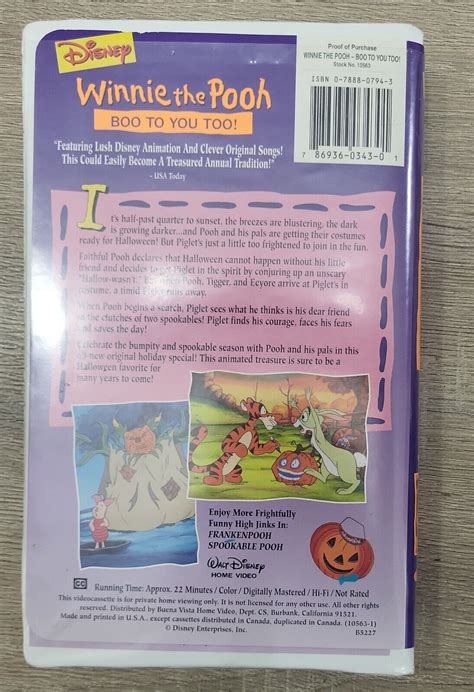 Disney
Winnie the Pooh
BOO TO YOU TOO!
Proof of Purchase
WINNIE THE POOH – BOO TO YOU TOO!
Stock No. 10563
ISBN 0-7888-0794-3
7 86936-0343-0 1
"Featuring Lush Disney Animation And Clever Original Songs!
This Could Easily Become A Treasured Annual Tradition!"
– USA Today
It's half-past quarter to sunset, the breezes are blustering, the dark
is growing darker...and Pooh and his pals are getting their costumes
ready for Halloween! But Piglet's just a little too frightened to join in the fun.
Faithful Pooh declares that Halloween cannot happen without his little
friend and decides to get Piglet in the spirit by conjuring up an unscary
"Hallow-wasn't." But when Pooh, Tigger, and Eeyore arrive at Piglet's in
costume, a timid Piglet runs away.
When Pooh begins a search, Piglet sees what he thinks is his dear friend
in the clutches of two spookables! Piglet finds his courage, faces his fears
and saves the day!
Celebrate the bumpity and spookable season with Pooh and his pals in this
all-new original holiday special! This animated treasure is sure to be a
Halloween favorite for
many years to come!
Enjoy More Frightfully
Funny High Jinks In:
FRANKENPOOH
SPOOKABLE POOH
WALT DISNEY
HOME VIDEO
CC Running Time: Approx. 22 Minutes / Color / Digitally Mastered / Hi-Fi / Not Rated
This videocassette is for private home viewing only. It is not licensed for any other use. All other rights
reserved. Distributed by Buena Vista Home Video, Dept. CS, Burbank, California 91521.
Made and printed in U.S.A., except cassettes distributed in Canada, duplicated in Canada. (10563-1)
© Disney Enterprises, Inc.
B5227